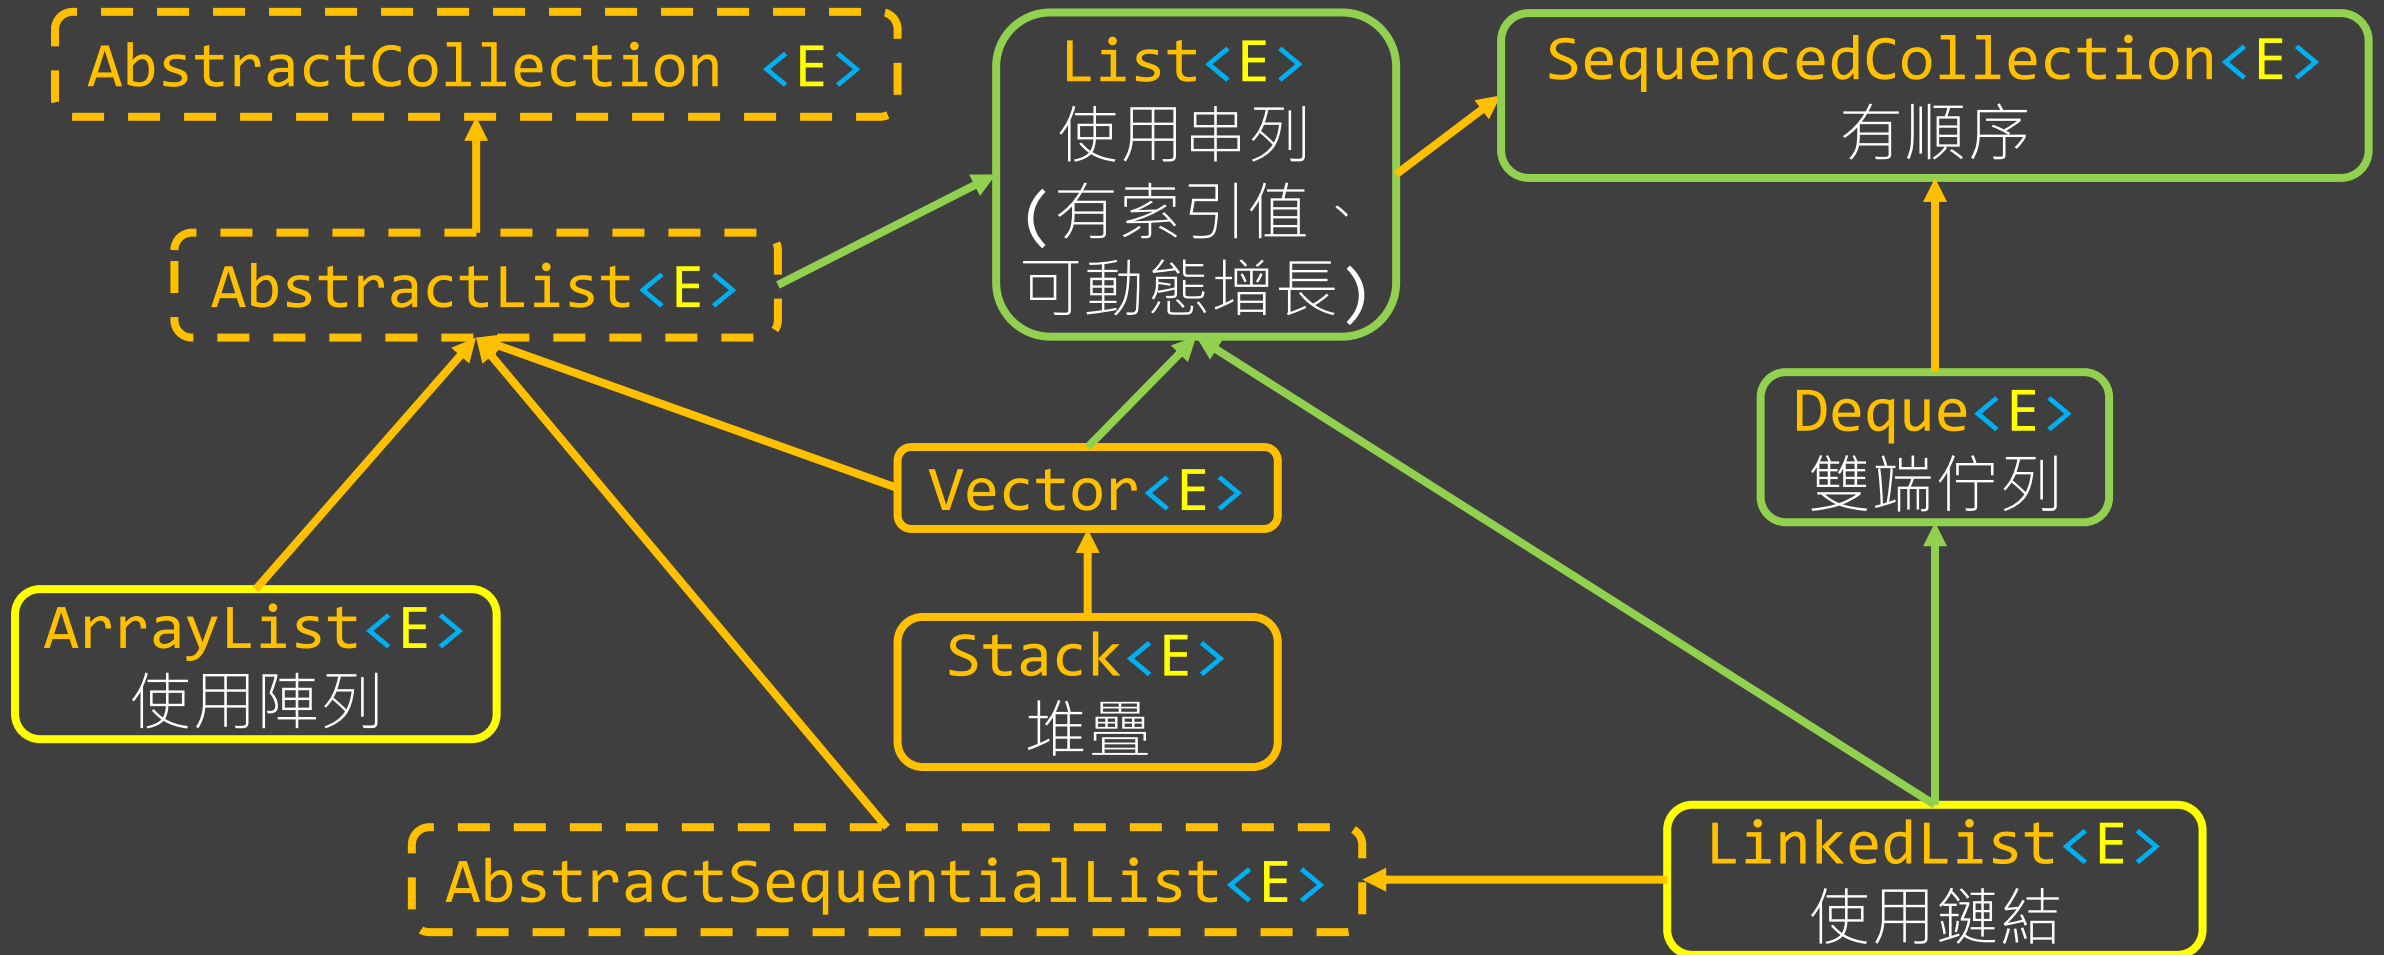 AbstractCollection <E>
List<E>
使用串列
(有索引值、
可動態增長)
SequencedCollection<E>
有順序
AbstractList<E>
Deque<E>
雙端佇列
Vector<E>
ArrayList<E>
使用陣列
Stack<E>
堆疊
AbstractSequentialList<E>
LinkedList<E>
使用鏈結